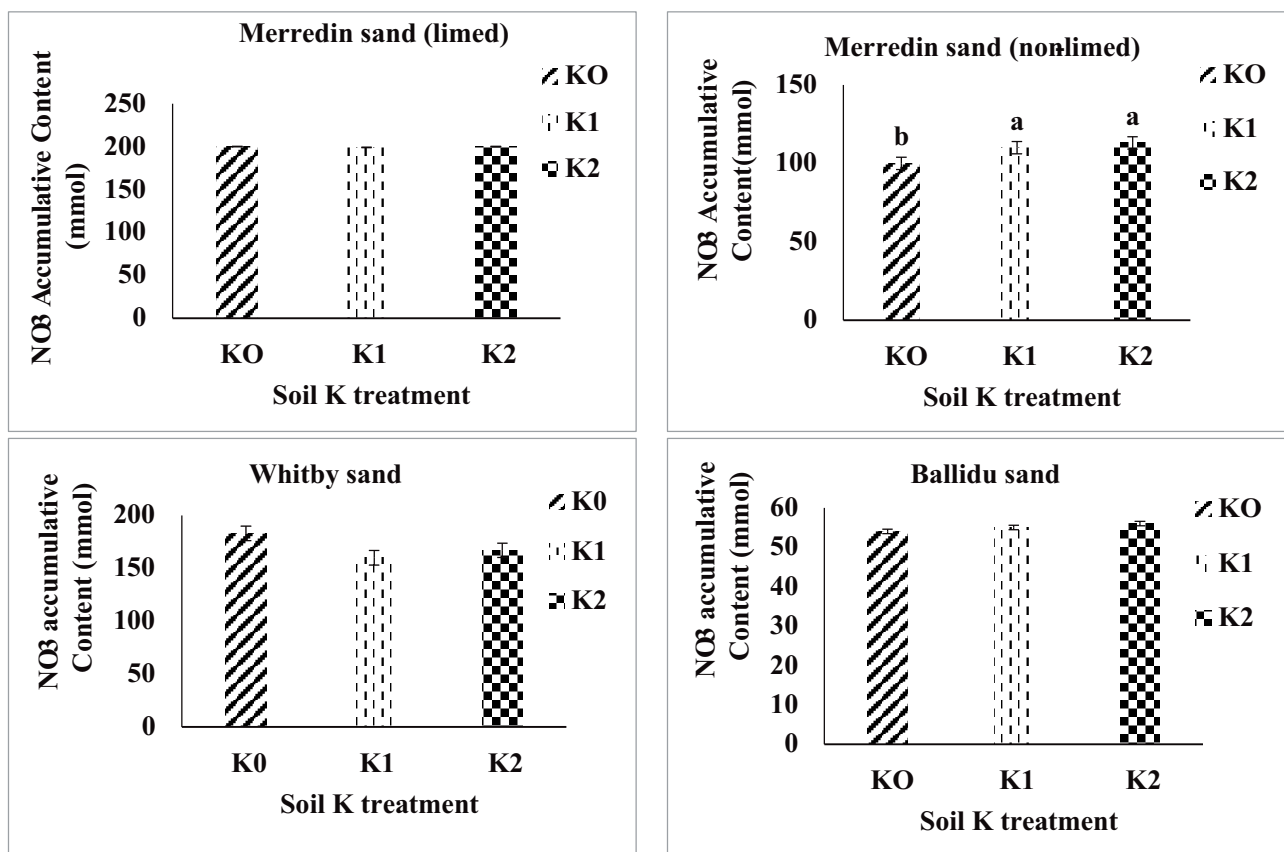 Merredin sand (limed)
NO3 Accumulative Content
(mmol)
250
200
150
100
50
0
KO
K1
K2
Soil K treatment
KO
K1
K2
Merredin sand (non-limed)
NO3 Accumulative
Content(mmol)
150
100
50
0
b
a
a
KO
K1
K2
Soil K treatment
KO
K1
K2
Whitby sand
NO3 accumulative
Content (mmol)
200
150
100
50
0
K0
K1
K2
Soil K treatment
K0
K1
K2
Ballidu sand
NO3 accumulative
Content (mmol)
60
50
40
30
20
10
0
KO
K1
K2
Soil K treatment
KO
K1
K2